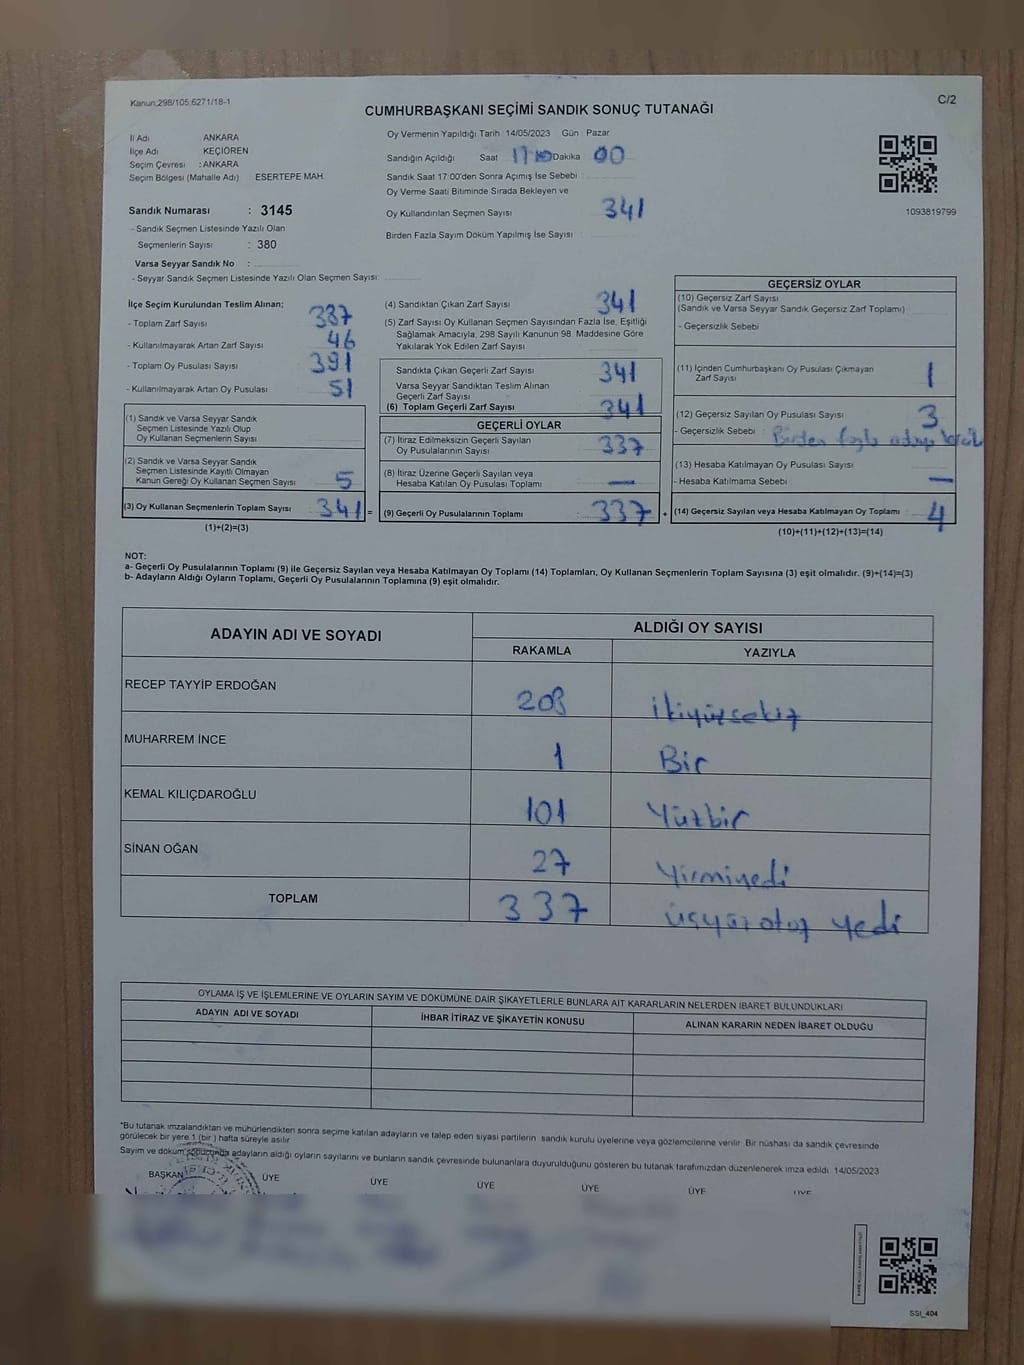 Kanun;298/105;6271/18-1
C/2
CUMHURBAŞKANI SEÇİMİ SANDIK SONUÇ TUTANAĞI
İl Adı ANKARA
İlçe Adı KEÇİÖREN
Seçim Çevresi : ANKARA
Seçim Bölgesi (Mahalle Adı) ESERTEPE MAH.
Sandık Numarası : 3145
- Sandık Seçmen Listesinde Yazılı Olan
Seçmenlerin Sayısı : 380
Varsa Seyyar Sandık No :
- Seyyar Sandık Seçmen Listesinde Yazılı Olan Seçmen Sayısı:
Oy Vermenin Yapıldığı Tarih 14/05/2023 Gün Pazar
Sandığın Açıldığı Saat 17 Dakika 00
Sandık Saat 17:00'den Sonra Açımış İse Sebebi
Oy Verme Saati Bitiminde Sırada Bekleyen ve
Oy Kullandırılan Seçmen Sayısı 341
Birden Fazla Sayım Döküm Yapılmış İse Sayısı :
1093819799
İlçe Seçim Kurulundan Teslim Alınan;
- Toplam Zarf Sayısı 387
- Kullanılmayarak Artan Zarf Sayısı 46
- Toplam Oy Pusulası Sayısı 391
- Kullanılmayarak Artan Oy Pusulası 51
(1) Sandık ve Varsa Seyyar Sandık
Seçmen Listesinde Yazılı Olup
Oy Kullanan Seçmenlerin Sayısı
(2) Sandık ve Varsa Seyyar Sandık
Seçmen Listesinde Kayıtlı Olmayan
Kanun Gereği Oy Kullanan Seçmen Sayısı 5
(3) Oy Kullanan Seçmenlerin Toplam Sayısı 341 =
(1)+(2)=(3)
(4) Sandıktan Çıkan Zarf Sayısı 341
(5) Zarf Sayısı Oy Kullanan Seçmen Sayısından Fazla İse, Eşitliği
Sağlamak Amacıyla; 298 Sayılı Kanunun 98. Maddesine Göre
Yakılarak Yok Edilen Zarf Sayısı
Sandıkta Çıkan Geçerli Zarf Sayısı 341
Varsa Seyyar Sandıktan Teslim Alınan
Geçerli Zarf Sayısı
(6) Toplam Geçerli Zarf Sayısı 341
GEÇERLİ OYLAR
(7) İtiraz Edilmeksizin Geçerli Sayılan
Oy Pusulalarının Sayısı 337
(8) İtiraz Üzerine Geçerli Sayılan veya
Hesaba Katılan Oy Pusulası Toplamı —
(9) Geçerli Oy Pusulalarının Toplamı 337 +
GEÇERSİZ OYLAR
(10) Geçersiz Zarf Sayısı
(Sandık ve Varsa Seyyar Sandık Geçersiz Zarf Toplamı)
- Geçersizlik Sebebi
(11) İçinden Cumhurbaşkanı Oy Pusulası Çıkmayan
Zarf Sayısı 1
(12) Geçersiz Sayılan Oy Pusulası Sayısı 3
- Geçersizlik Sebebi : Birden fazla
(13) Hesaba Katılmayan Oy Pusulası Sayısı
- Hesaba Katılmama Sebebi —
(14) Geçersiz Sayılan veya Hesaba Katılmayan Oy Toplamı 4
(10)+(11)+(12)+(13)=(14)
NOT:
a- Geçerli Oy Pusulalarının Toplamı (9) ile Geçersiz Sayılan veya Hesaba Katılmayan Oy Toplamı (14) Toplamları, Oy Kullanan Seçmenlerin Toplam Sayısına (3) eşit olmalıdır. (9)+(14)=(3)
b- Adayların Aldığı Oyların Toplamı, Geçerli Oy Pusulalarının Toplamına (9) eşit olmalıdır.
ADAYIN ADI VE SOYADI ALDIĞI OY SAYISI
RAKAMLA YAZIYLA
RECEP TAYYİP ERDOĞAN 208 ikiyüzsekiz
MUHARREM İNCE 1 Bir
KEMAL KILIÇDAROĞLU 101 Yüzbir
SİNAN OĞAN 27 Yirmiyedi
TOPLAM 337 üçyüz otuz yedi
OYLAMA İŞ VE İŞLEMLERİNE VE OYLARIN SAYIM VE DÖKÜMÜNE DAİR ŞİKAYETLERLE BUNLARA AİT KARARLARIN NELERDEN İBARET BULUNDUKLARI
ADAYIN ADI VE SOYADI İHBAR İTİRAZ VE ŞİKAYETİN KONUSU ALINAN KARARIN NEDEN İBARET OLDUĞU
*Bu tutanak imzalandıktan ve mühürlendikten sonra seçime katılan adayların ve talep eden siyasi partilerin sandık kurulu üyelerine veya gözlemcilerine verilir. Bir nüshası da sandık çevresinde
görülecek bir yere 1 (bir ) hafta süreyle asılır
Sayım ve döküm sonucunda adayların aldığı oyların sayılarını ve bunların sandık çevresinde bulunanlara duyurulduğunu gösteren bu tutanak tarafımızdan düzenlenerek imza edildi. 14/05/2023
BAŞKAN ÜYE ÜYE ÜYE ÜYE ÜYE ÜYE
SSI_404